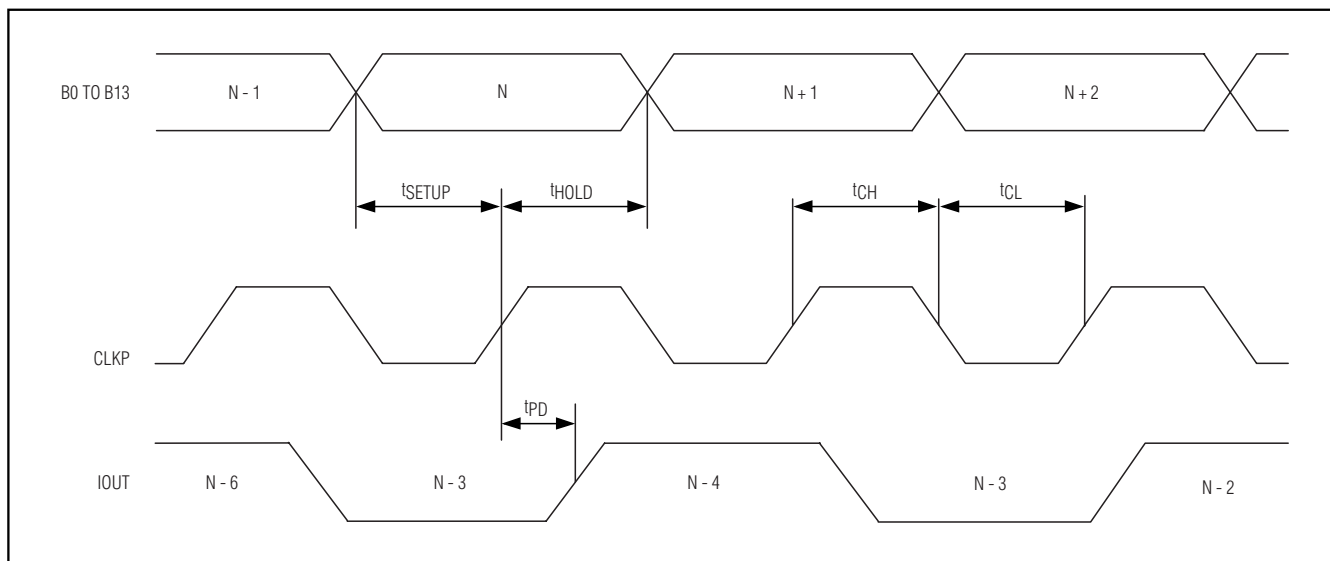 B0 TO B13 N - 1 N N + 1 N + 2
tSETUP tHOLD tCH tCL
CLKP
tPD
IOUT N - 6 N - 3 N - 4 N - 3 N - 2